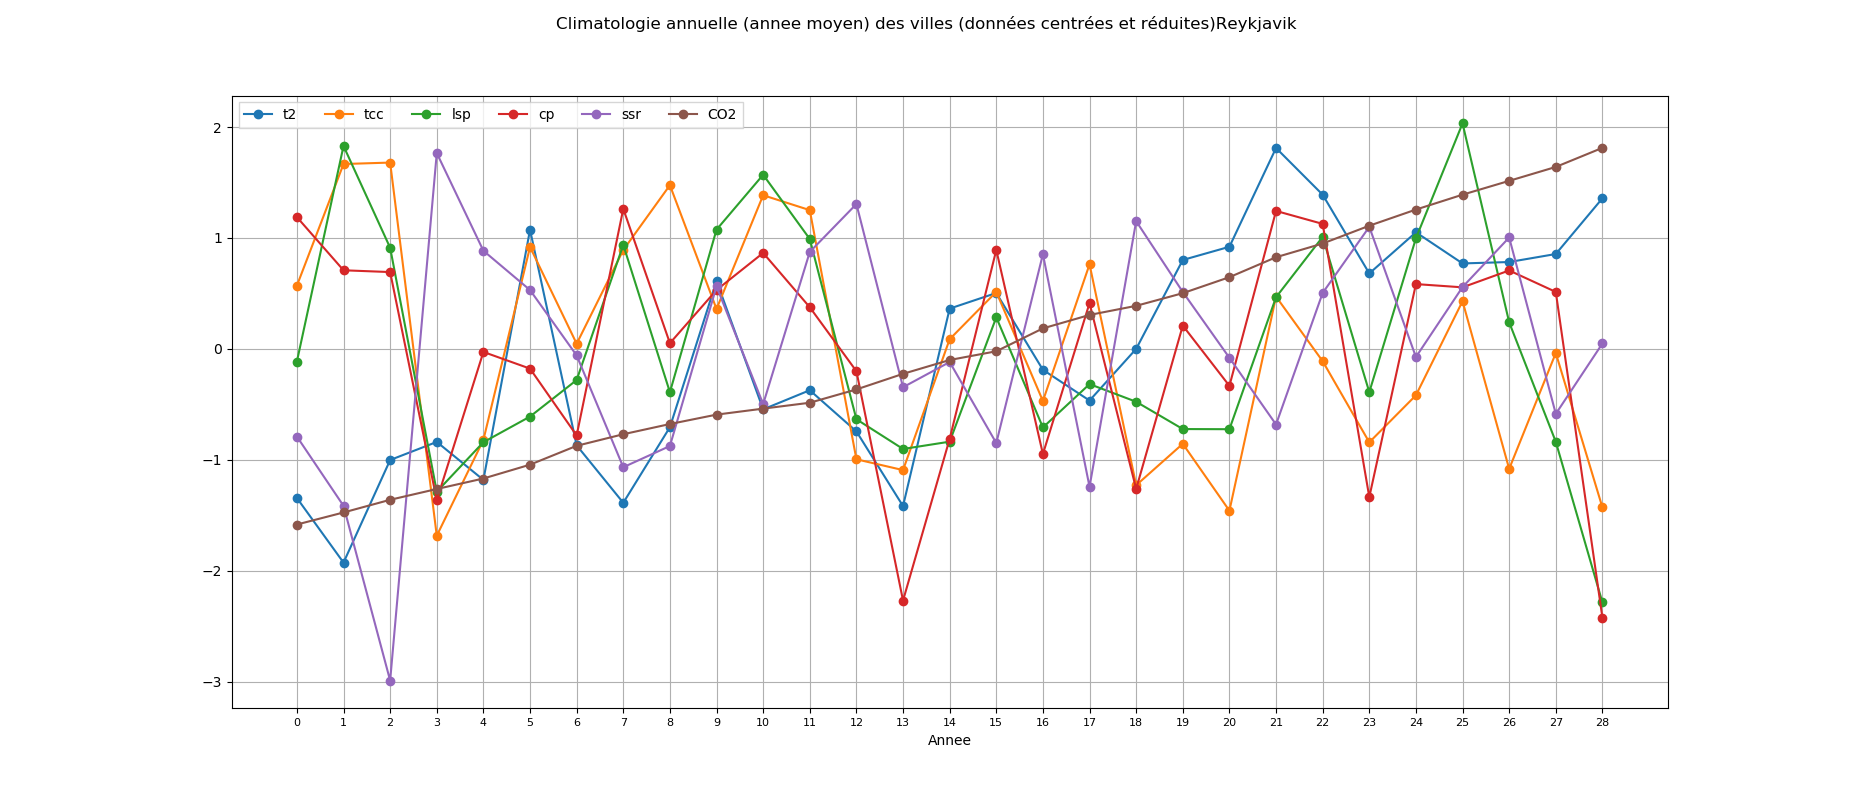 Climatologie annuelle (annee moyen) des villes (données centrées et réduites)Reykjavik
t2 tcc lsp cp ssr CO2
2
1
0
−1
−2
−3
0 1 2 3 4 5 6 7 8 9 10 11 12 13 14 15 16 17 18 19 20 21 22 23 24 25 26 27 28
Annee